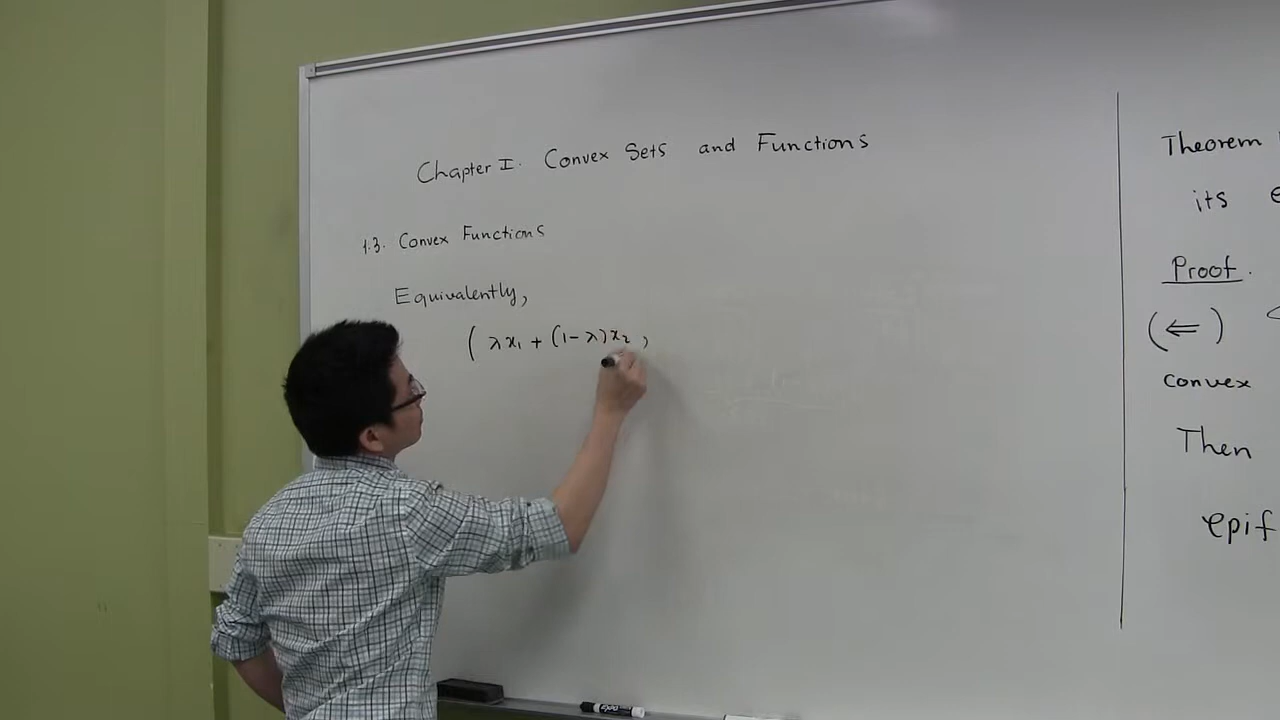 Chapter I. Convex Sets and Functions
1.3. Convex Functions
Equivalently,
( λx₁ + (1-λ)x₂ ,
Theorem
its
Proof.
(⇐)
convex
Then
epif